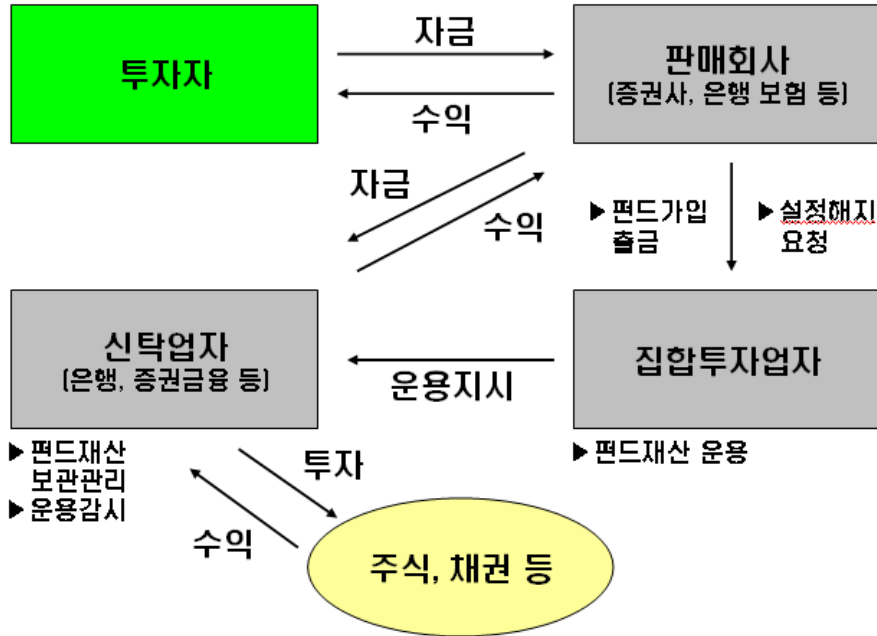 자금
투자자
판매회사
(증권사, 은행 보험 등)
수익
자금
수익
▶펀드가입
출금
▶설정해지
요청
신탁업자
(은행, 증권금융 등)
집합투자업자
운용지시
▶펀드재산
보관관리
▶운용감시
▶펀드재산 운용
투자
수익
주식, 채권 등